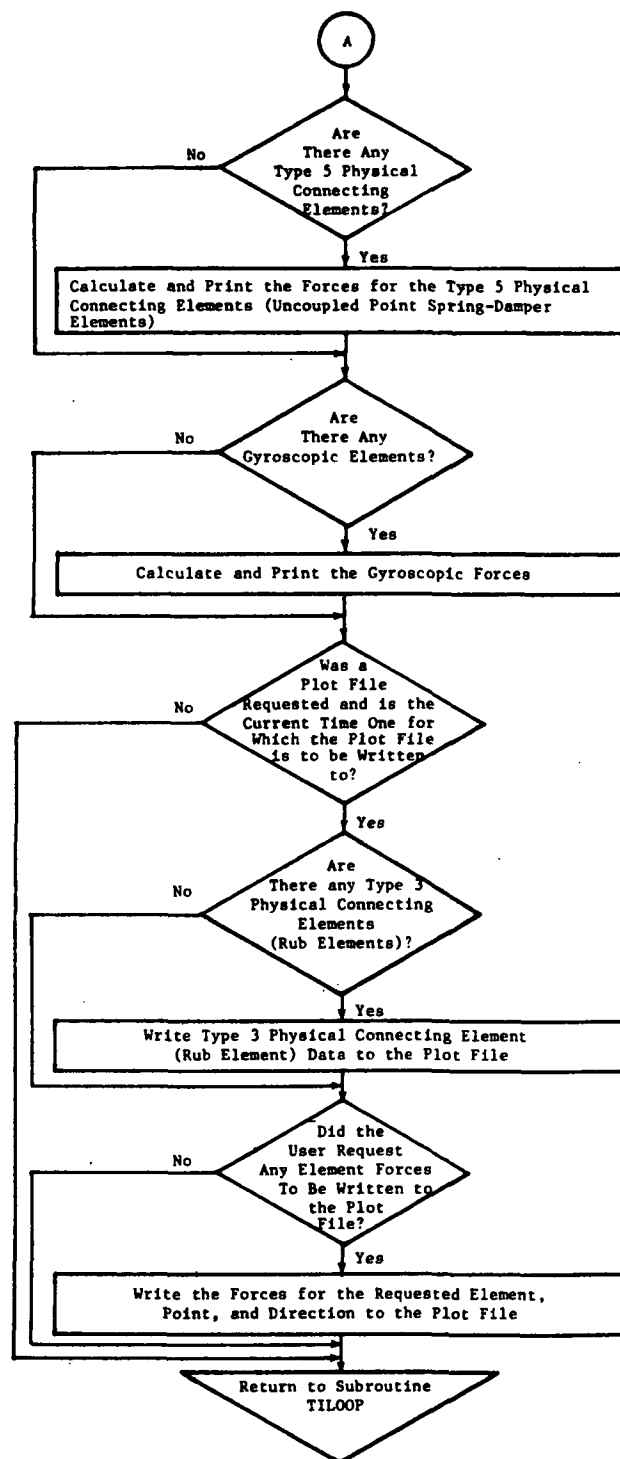 A
Are
There Any
Type 5 Physical
Connecting
Elements?
No
Yes
Calculate and Print the Forces for the Type 5 Physical
Connecting Elements (Uncoupled Point Spring-Damper
Elements)
Are
There Any
Gyroscopic Elements?
No
Yes
Calculate and Print the Gyroscopic Forces
Was a
Plot File
Requested and is the
Current Time One for
Which the Plot File
is to be Written
to?
No
Yes
Are
There any Type 3
Physical Connecting
Elements
(Rub Elements)?
No
Yes
Write Type 3 Physical Connecting Element
(Rub Element) Data to the Plot File
Did the
User Request
Any Element Forces
To Be Written to
the Plot
File?
No
Yes
Write the Forces for the Requested Element,
Point, and Direction to the Plot File
Return to Subroutine
TILOOP